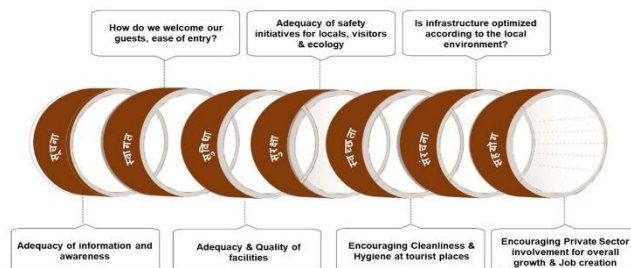 How do we welcome our
guests, ease of entry?
Adequacy of safety
initiatives for locals, visitors
& ecology
Is infrastructure optimized
according to the local
environment?
सूचना
स्वागत
सुविधा
सुरक्षा
स्वच्छता
संरचना
सहयोग
Adequacy of information and
awareness
Adequacy & Quality of
facilities
Encouraging Cleanliness &
Hygiene at tourist places
Encouraging Private Sector
involvement for overall
growth & Job creation